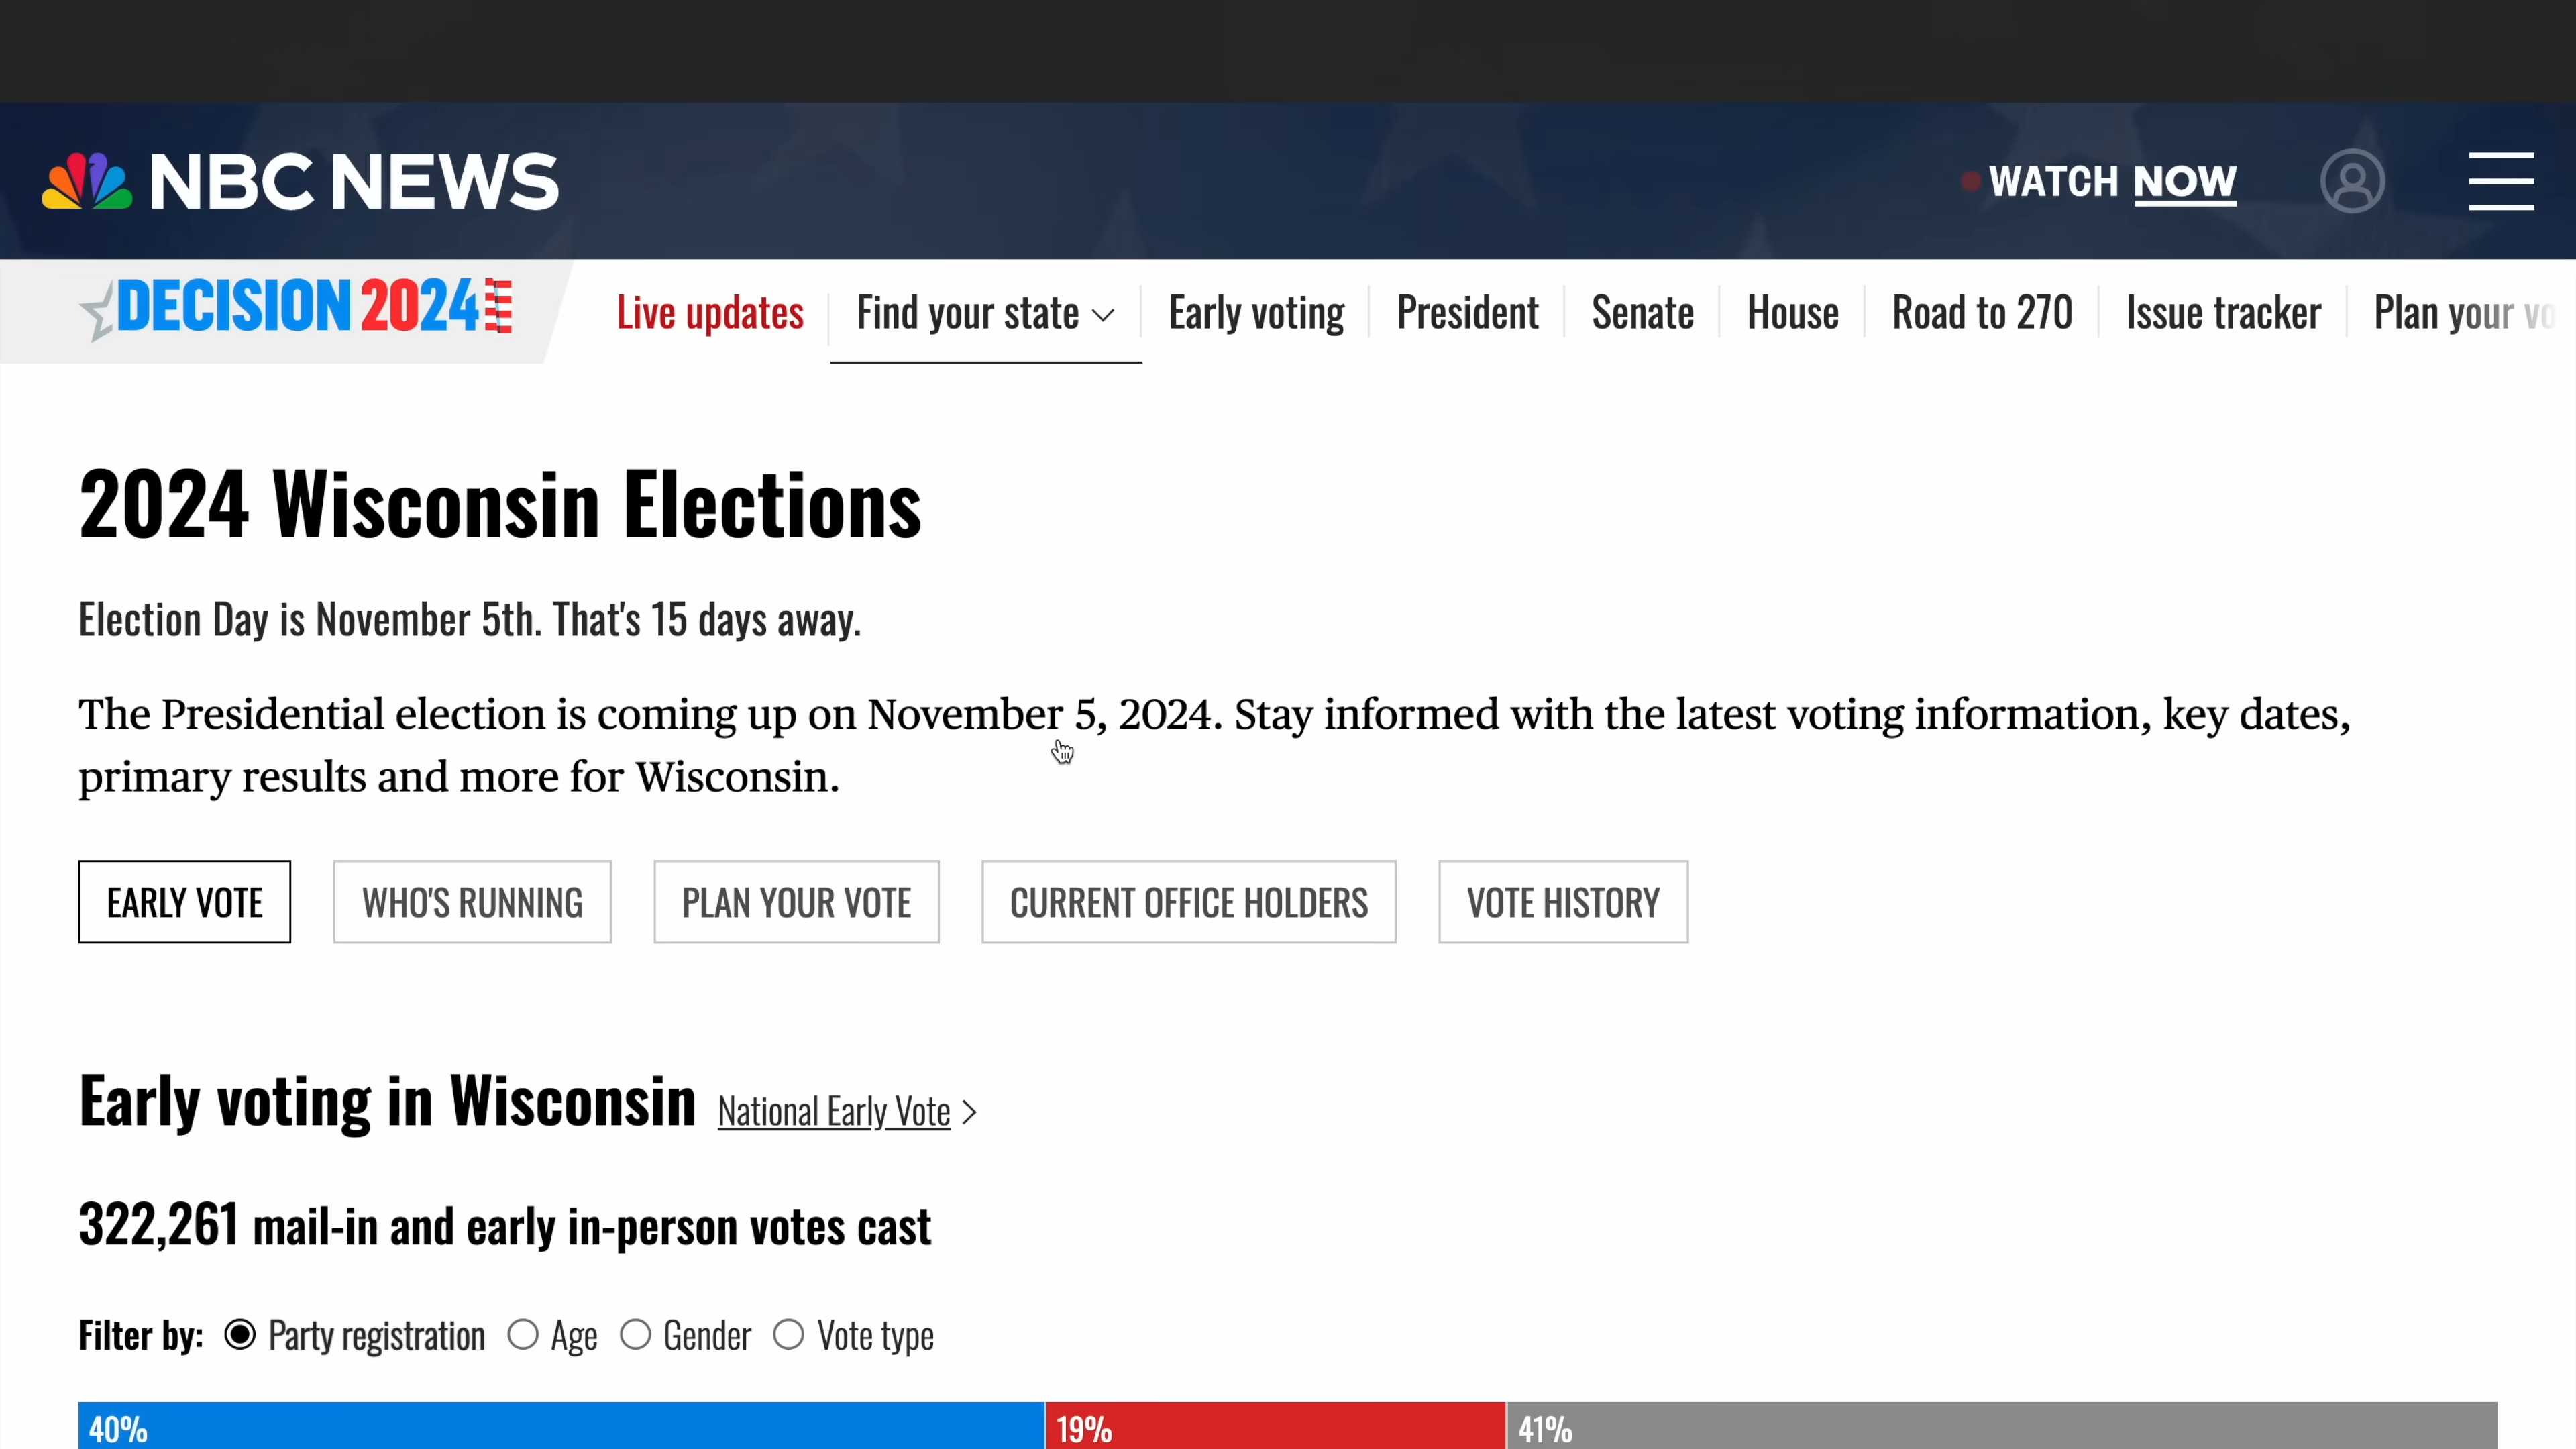 NBC NEWS
WATCH NOW
DECISION 2024
Live updates
Find your state
Early voting
President
Senate
House
Road to 270
Issue tracker
Plan your
2024 Wisconsin Elections
Election Day is November 5th. That's 15 days away.
The Presidential election is coming up on November 5, 2024. Stay informed with the latest voting information, key dates,
primary results and more for Wisconsin.
EARLY VOTE
WHO'S RUNNING
PLAN YOUR VOTE
CURRENT OFFICE HOLDERS
VOTE HISTORY
Early voting in Wisconsin National Early Vote
322,261 mail-in and early in-person votes cast
Filter by: Party registration Age Gender Vote type
40% 19% 41%